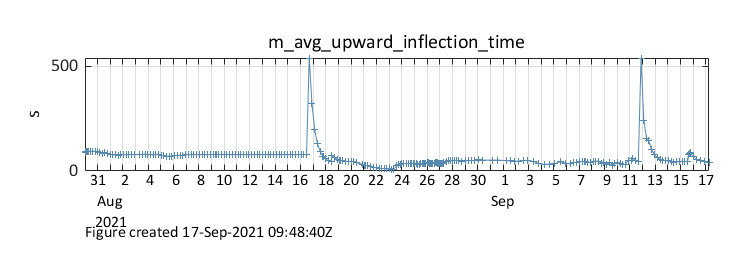 m_avg_upward_inflection_time
500
s
0
31 2 4 6 8 10 12 14 16 18 20 22 24 26 28 30 1 3 5 7 9 11 13 15 17
Aug Sep
2021
Figure created 17-Sep-2021 09:48:40Z